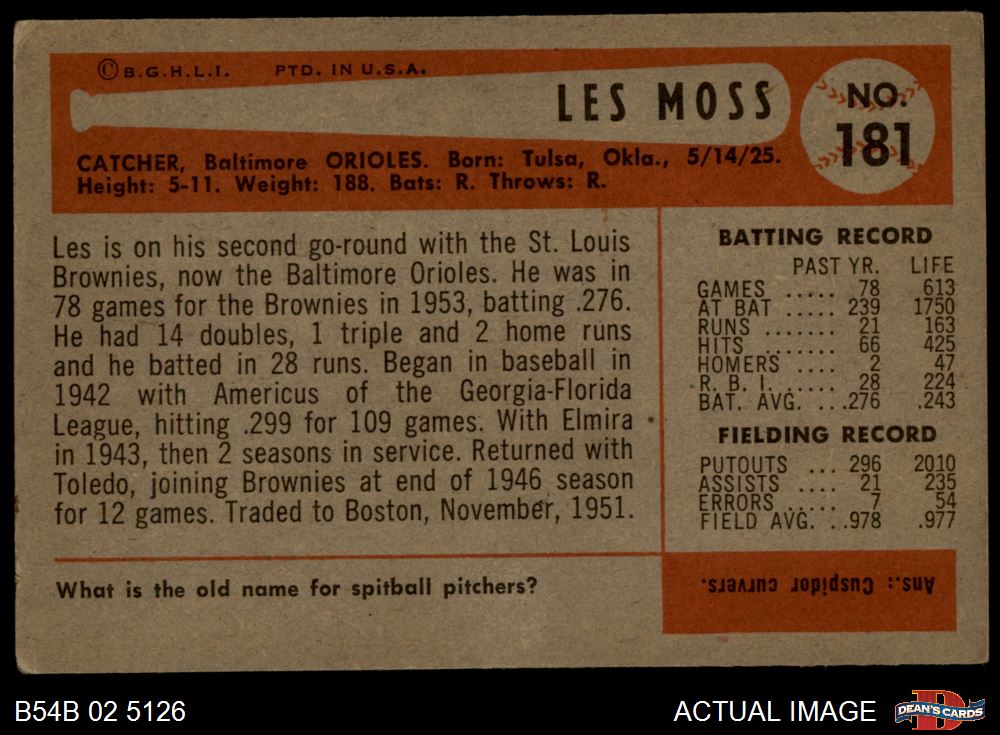 ©B.G.H.L.I. PTD. IN U.S.A.
LES MOSS
NO.
181
CATCHER, Baltimore ORIOLES. Born: Tulsa, Okla., 5/14/25.
Height: 5-11. Weight: 188. Bats: R. Throws: R.
Les is on his second go-round with the St. Louis
Brownies, now the Baltimore Orioles. He was in
78 games for the Brownies in 1953, batting .276.
He had 14 doubles, 1 triple and 2 home runs
and he batted in 28 runs. Began in baseball in
1942 with Americus of the Georgia-Florida
League, hitting .299 for 109 games. With Elmira
in 1943, then 2 seasons in service. Returned with
Toledo, joining Brownies at end of 1946 season
for 12 games. Traded to Boston, November, 1951.
BATTING RECORD
PAST YR. LIFE
GAMES ..... 78 613
AT BAT ..... 239 1750
RUNS ....... 21 163
HITS ....... 66 425
HOMERS .... 2 47
R. B. I. ..... 28 224
BAT. AVG. ...276 .243
FIELDING RECORD
PUTOUTS ... 296 2010
ASSISTS .... 21 235
ERRORS ..... 7 54
FIELD AVG. ..978 .977
What is the old name for spitball pitchers?
Ans.: Cuspidor curvers.
B54B 02 5126
ACTUAL IMAGE
DEAN'S CARDS